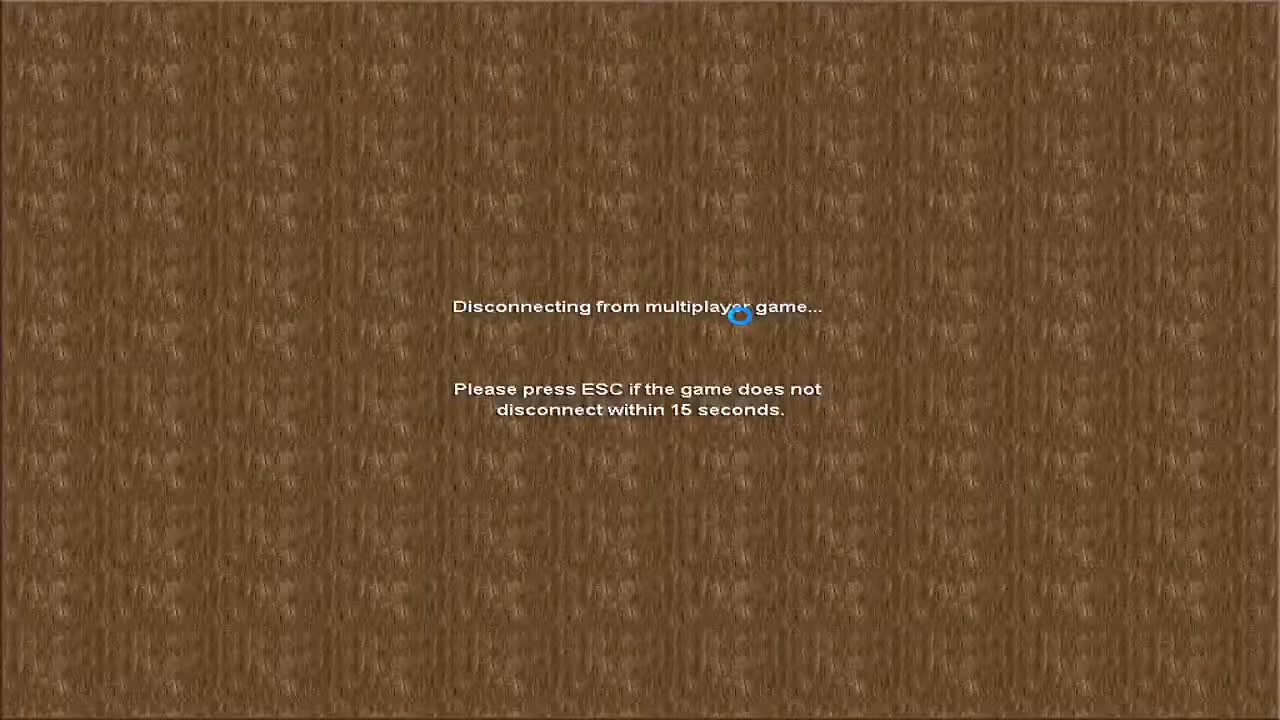 Disconnecting from multiplayer game...
Please press ESC if the game does not
disconnect within 15 seconds.